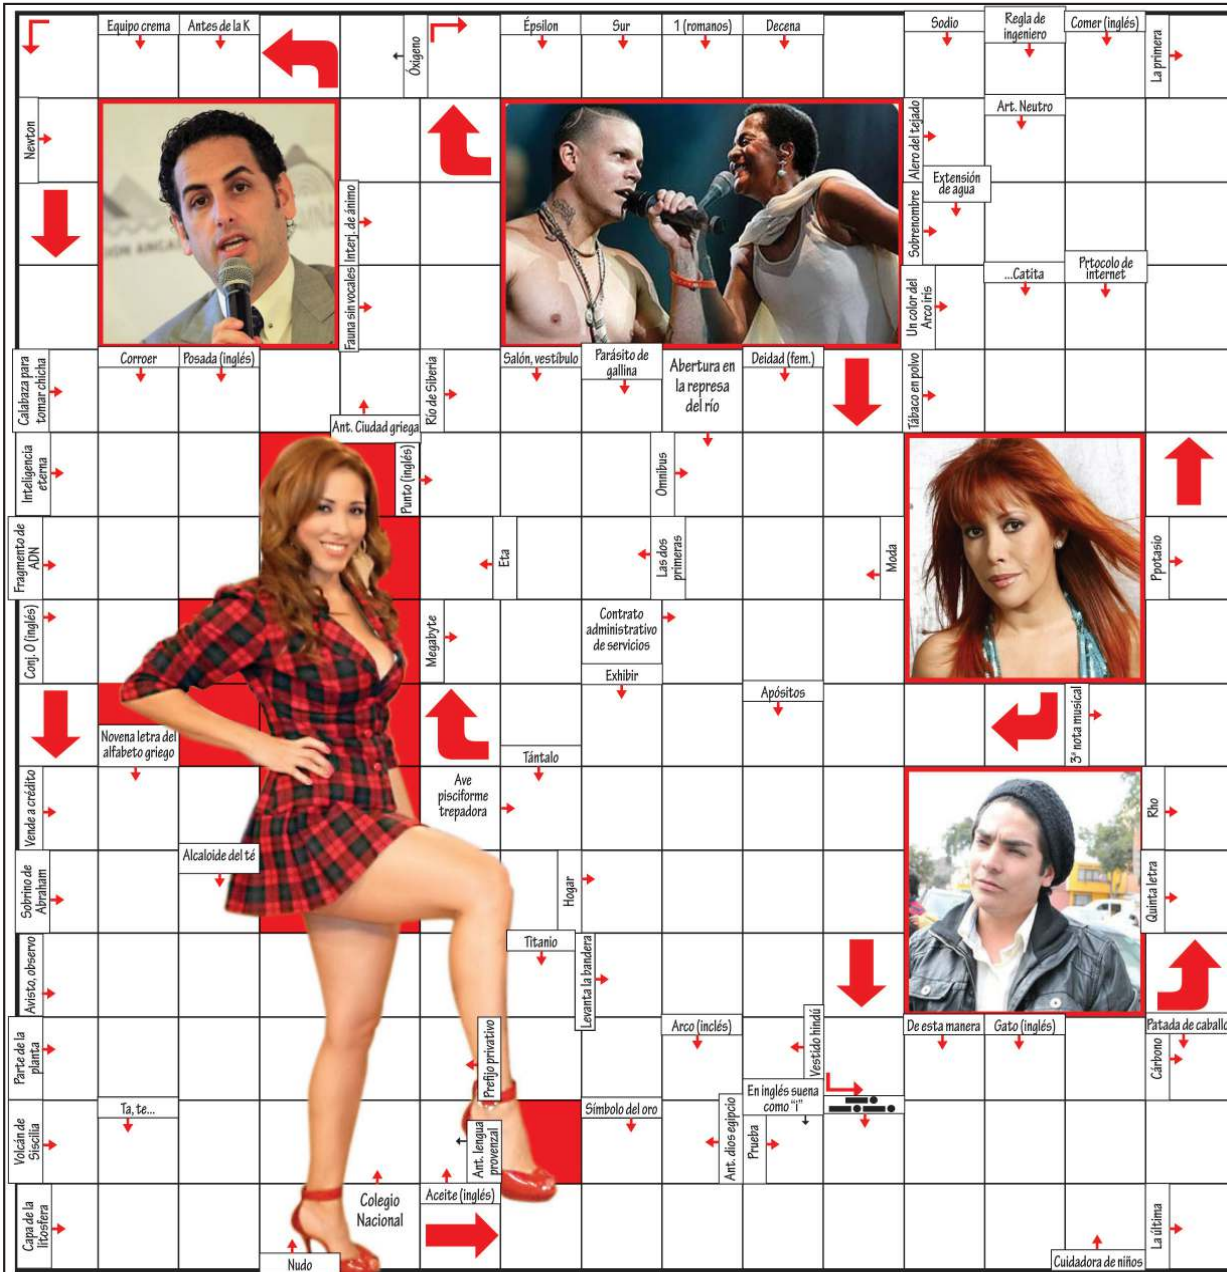 Equipo crema
Antes de la K
Óxigeno
Épsilon
Sur
1 (romanos)
Decena
Sodio
Regla de
ingeniero
Comer (inglés)
La primera
Newton
Alero del tejado
Art. Neutro
Interj. de ánimo
Sobrenombre
Extensión
de agua
Fauna sin vocales
Un color del
Arco iris
...Catita
Prtocolo de
internet
Calabaza para
tomar chicha
Corroer
Posada (inglés)
Ant. Ciudad griega
Río de Siberia
Salón, vestíbulo
Parásito de
gallina
Abertura en
la represa
del río
Deidad (fem.)
Tábaco en polvo
Inteligencia
eterna
Punto (inglés)
Omnibus
Fragmento de
ADN
Eta
Las dos
primeras
Moda
Ppotasio
Conj. O (inglés)
Megabyte
Contrato
administrativo
de servicios
Exhibir
Apósitos
3ª nota musical
Novena letra del
alfabeto griego
Tántalo
Vende a crédito
Ave
pisciforme
trepadora
Rho
Sobrino de
Abraham
Alcaloide del té
Hogar
Quinta letra
Avisto, observo
Titanio
Levanta la bandera
Parte de la
planta
Prefijo privativo
Arco (inclés)
Vestido hindú
De esta manera
Gato (inglés)
Patada de caballo
Cárbono
En inglés suena
como "i"
Volcán de
Siscilia
Ta, te...
Ant. lengua
provenzal
Símbolo del oro
Ant. dios egipcio
Prueba
Capa de la
litosfera
Nudo
Colegio
Nacional
Aceite (inglés)
Cuidadora de niños
La última